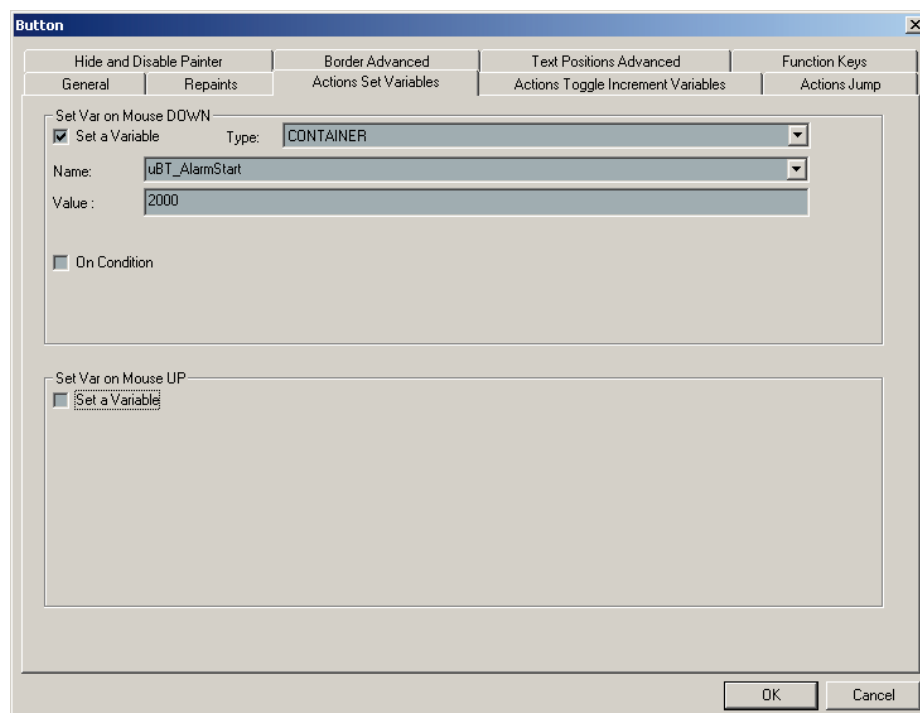 Button
Hide and Disable Painter Border Advanced Text Positions Advanced Function Keys
General Repaints Actions Set Variables Actions Toggle Increment Variables Actions Jump
Set Var on Mouse DOWN
Set a Variable Type: CONTAINER
Name: uBT_AlarmStart
Value : 2000
On Condition
Set Var on Mouse UP
Set a Variable
OK Cancel